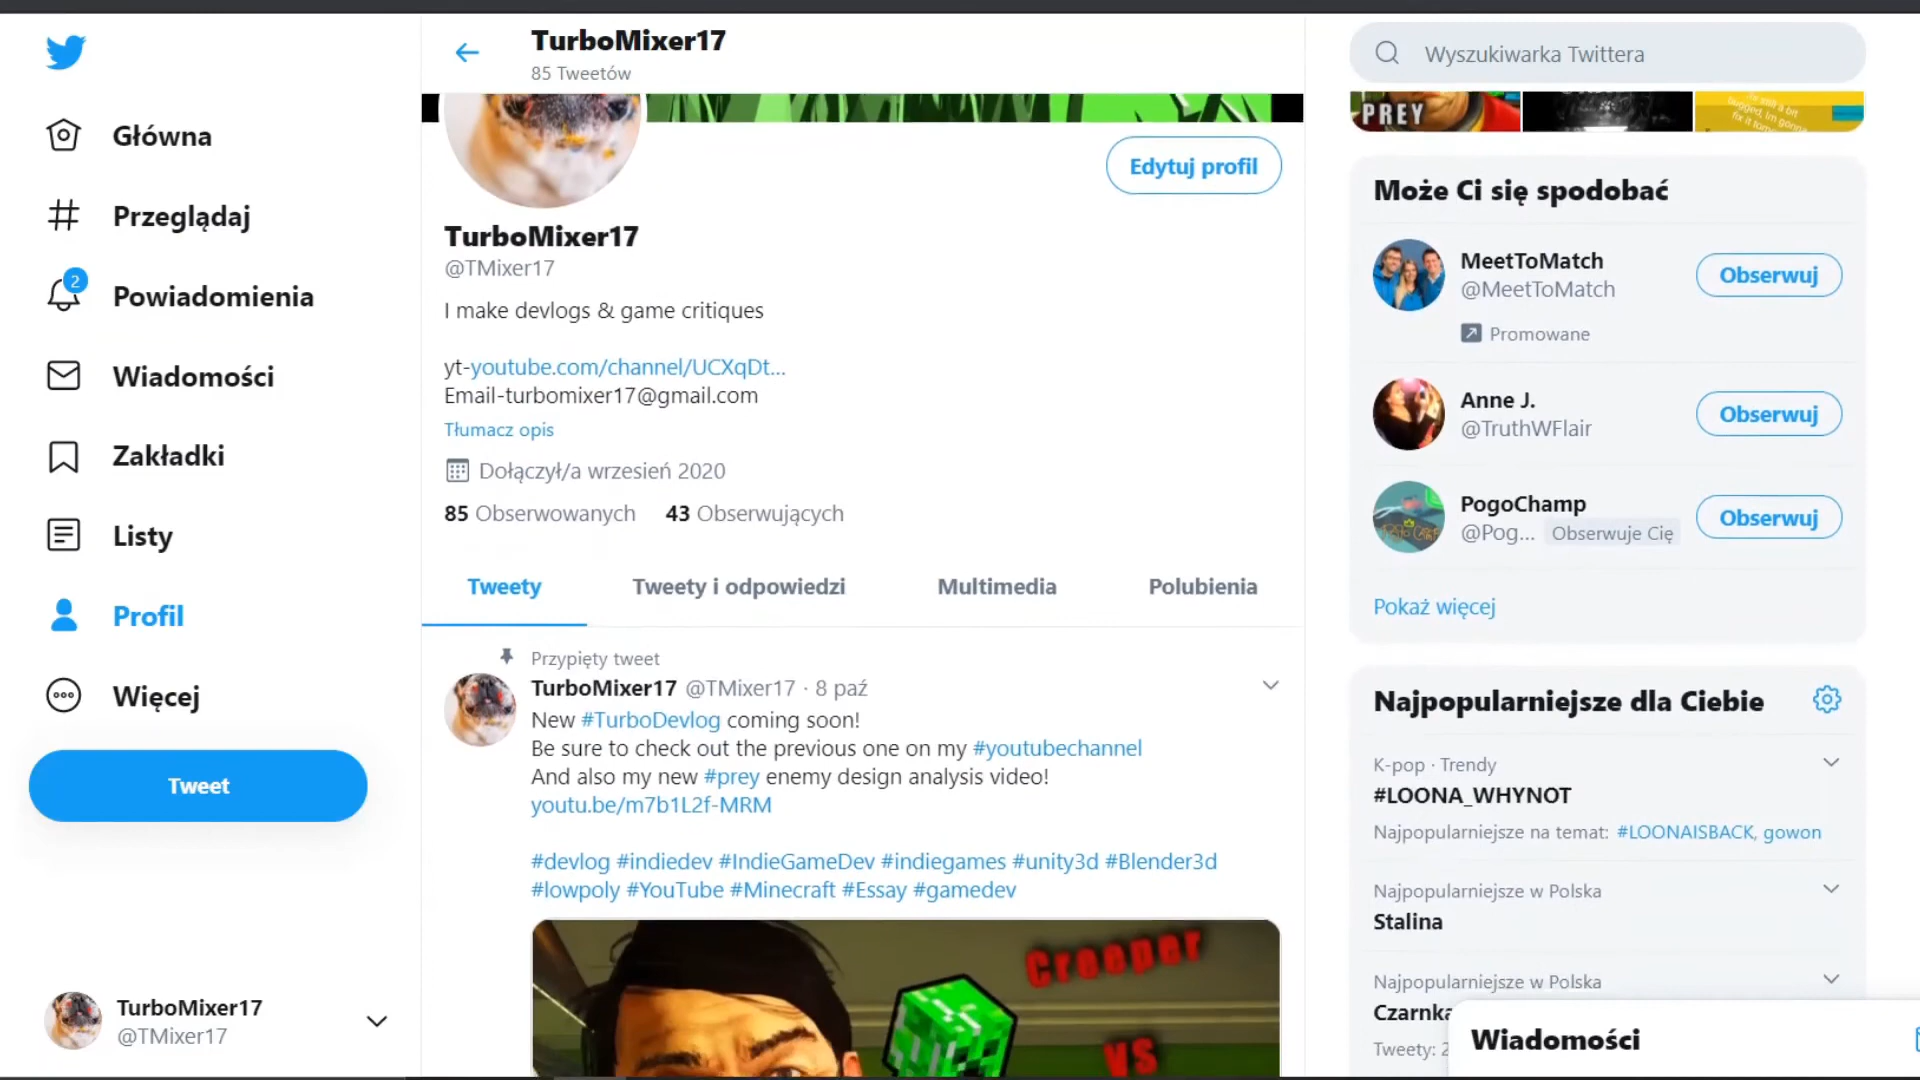 TurboMixer17
85 Tweetów
Wyszukiwarka Twittera
Główna
Przeglądaj
2
Powiadomienia
Wiadomości
Zakładki
Listy
Profil
Więcej
Tweet
TurboMixer17
@TMixer17
Edytuj profil
TurboMixer17
@TMixer17
I make devlogs & game critiques
yt-youtube.com/channel/UCXqDt...
Email-turbomixer17@gmail.com
Tłumacz opis
Dołączył/a wrzesień 2020
85 Obserwowanych 43 Obserwujących
Tweety Tweety i odpowiedzi Multimedia Polubienia
Przypięty tweet
TurboMixer17 @TMixer17 · 8 paź
New #TurboDevlog coming soon!
Be sure to check out the previous one on my #youtubechannel
And also my new #prey enemy design analysis video!
youtu.be/m7b1L2f-MRM
#devlog #indiedev #IndieGameDev #indiegames #unity3d #Blender3d
#lowpoly #YouTube #Minecraft #Essay #gamedev
Creeper
vs
PREY
bugged, im gonna
fix it tomo
Może Ci się spodobać
MeetToMatch
@MeetToMatch
Obserwuj
Promowane
Anne J.
@TruthWFlair
Obserwuj
PogoChamp
@Pog... Obserwuje Cię
Obserwuj
Pokaż więcej
Najpopularniejsze dla Ciebie
K-pop · Trendy
#LOONA_WHYNOT
Najpopularniejsze na temat: #LOONAISBACK, gowon
Najpopularniejsze w Polska
Stalina
Najpopularniejsze w Polska
Czarnka
Tweety: 2
Wiadomości